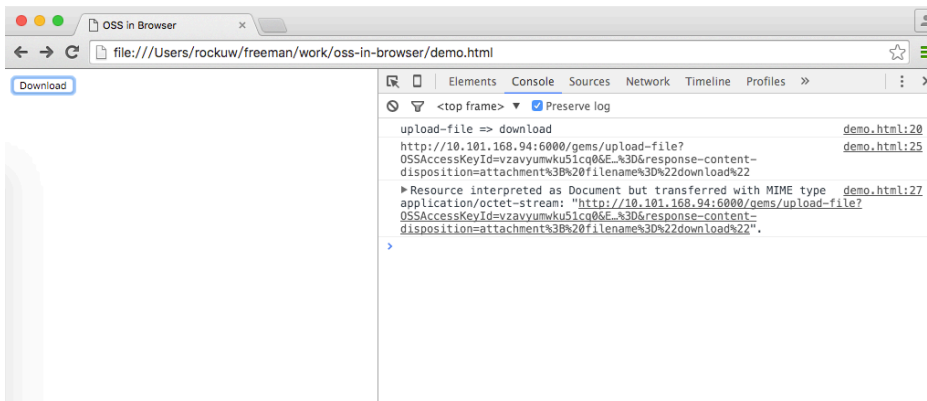 OSS in Browser
file:///Users/rockuw/freeman/work/oss-in-browser/demo.html
Download
Elements Console Sources Network Timeline Profiles »
<top frame> ▼ Preserve log
upload-file => download demo.html:20
http://10.101.168.94:6000/gems/upload-file? demo.html:25
OSSAccessKeyId=vzavyumwku51cq0&E…%3D&response-content-
disposition=attachment%3B%20filename%3D%22download%22
▶Resource interpreted as Document but transferred with MIME type demo.html:27
application/octet-stream: "http://10.101.168.94:6000/gems/upload-file?
OSSAccessKeyId=vzavyumwku51cq0&E…%3D&response-content-
disposition=attachment%3B%20filename%3D%22download%22".